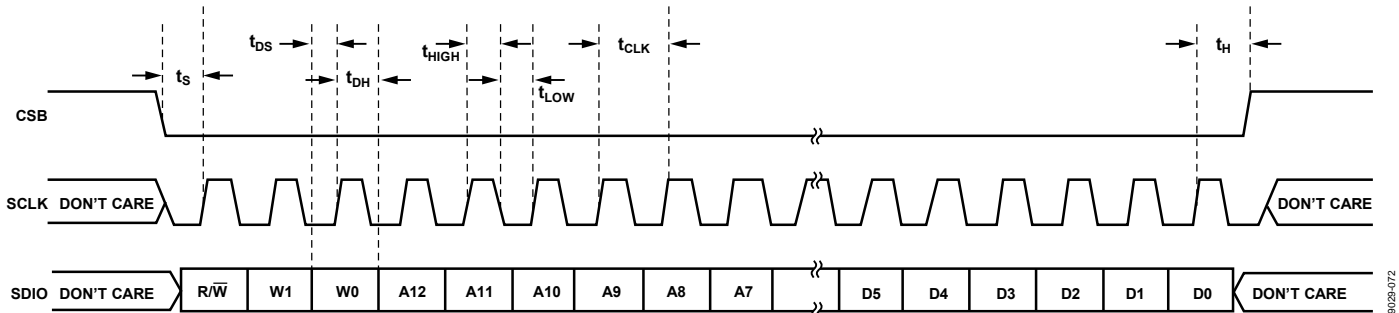 tDS
tHIGH
tCLK
tH
tS
tDH
tLOW
CSB
SCLK DON'T CARE
DON'T CARE
SDIO DON'T CARE R/W̅ W1 W0 A12 A11 A10 A9 A8 A7 D5 D4 D3 D2 D1 D0 DON'T CARE
9029-072